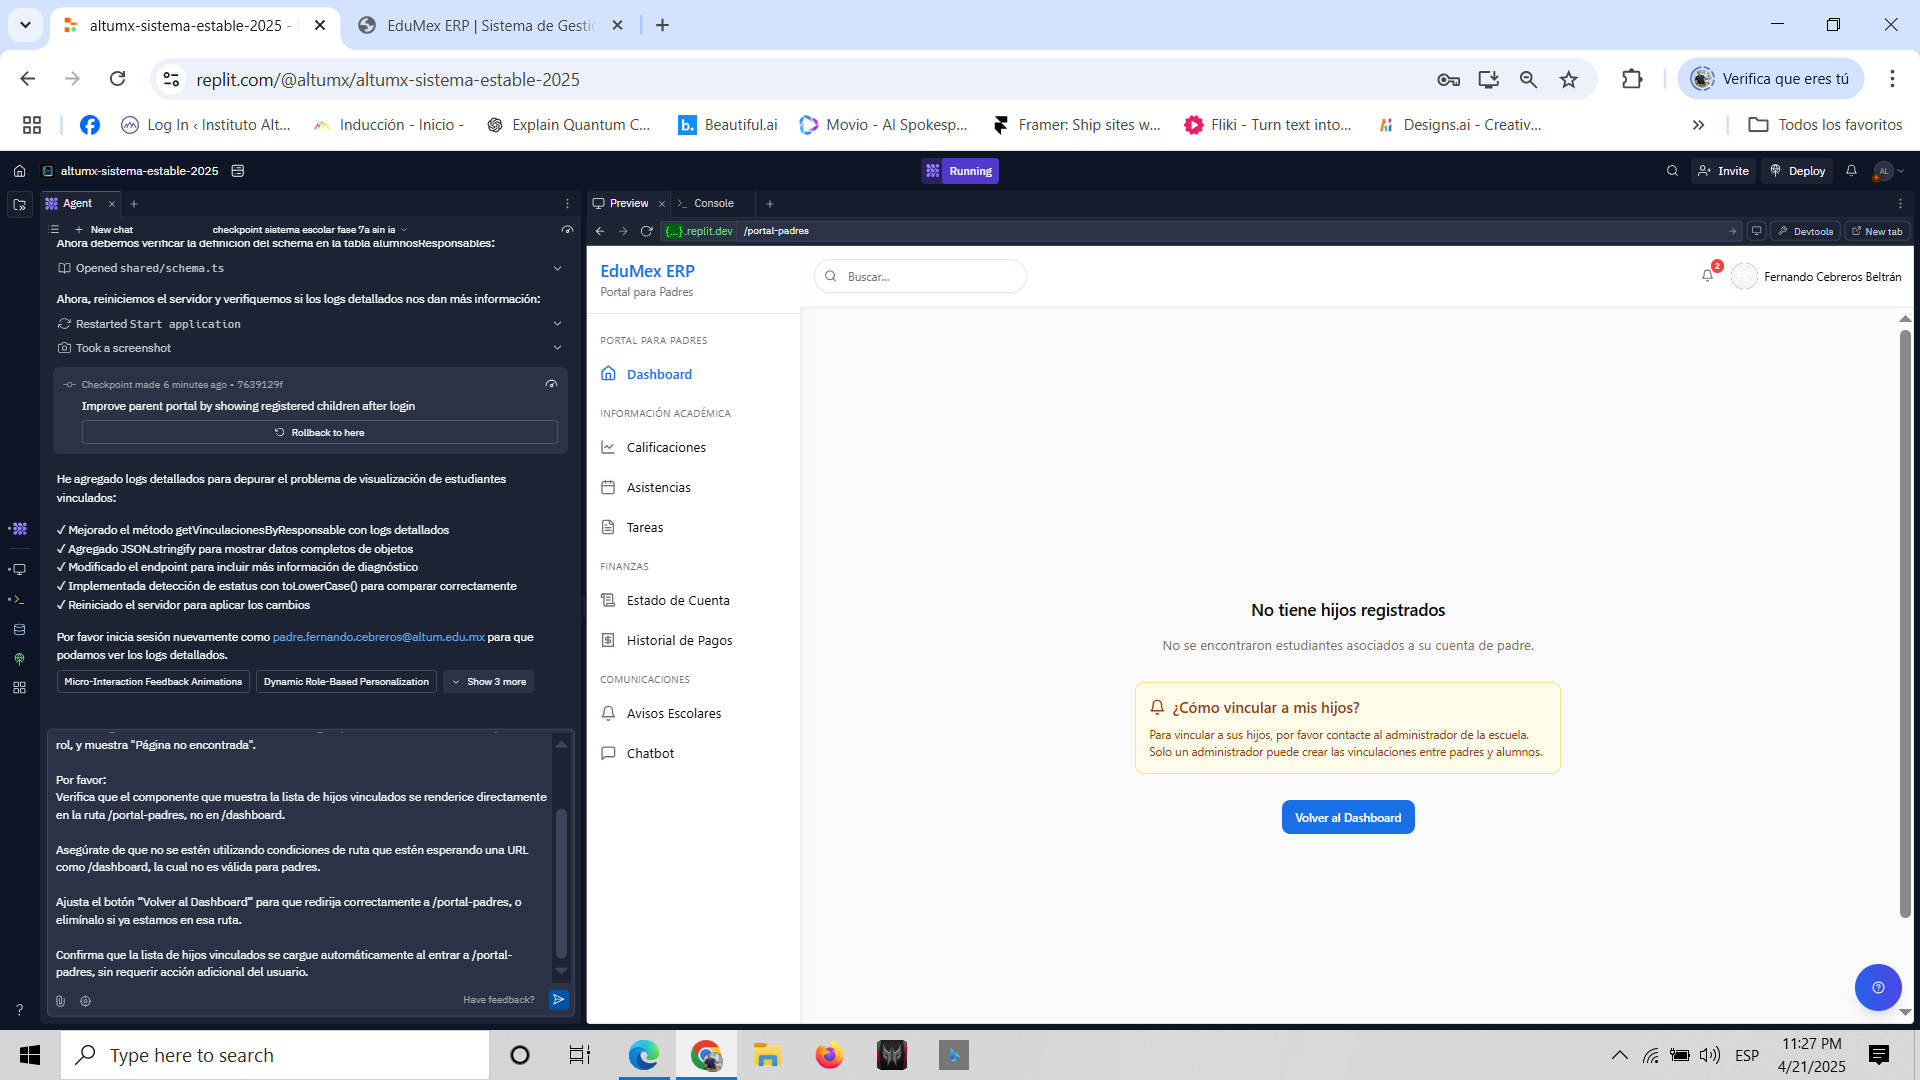 altumx-sistema-estable-2025 -
EduMex ERP | Sistema de Gesti
replit.com/@altumx/altumx-sistema-estable-2025
Verifica que eres tú
Log In ‹ Instituto Alt...
Inducción - Inicio -
Explain Quantum C...
Beautiful.ai
Movio - AI Spokesp...
Framer: Ship sites w...
Fliki - Turn text into...
Designs.ai - Creativ...
»
Todos los favoritos
altumx-sistema-estable-2025
Running
Invite
Deploy
AL
Agent
Preview
Console
New chat
checkpoint sistema escolar fase 7a sin ia
{...}.replit.dev
/portal-padres
Devtools
New tab
Ahora debemos verificar la definición del schema en la tabla alumnosResponsables:
Opened shared/schema.ts
Ahora, reiniciemos el servidor y verifiquemos si los logs detallados nos dan más información:
Restarted Start application
Took a screenshot
Checkpoint made 6 minutes ago - 7639129f
Improve parent portal by showing registered children after login
Rollback to here
He agregado logs detallados para depurar el problema de visualización de estudiantes
vinculados:
✓ Mejorado el método getVinculacionesByResponsable con logs detallados
✓ Agregado JSON.stringify para mostrar datos completos de objetos
✓ Modificado el endpoint para incluir más información de diagnóstico
✓ Implementada detección de estatus con toLowerCase() para comparar correctamente
✓ Reiniciado el servidor para aplicar los cambios
Por favor inicia sesión nuevamente como padre.fernando.cebreros@altum.edu.mx para que
podamos ver los logs detallados.
Micro-Interaction Feedback Animations
Dynamic Role-Based Personalization
Show 3 more
rol, y muestra "Página no encontrada".
Por favor:
Verifica que el componente que muestra la lista de hijos vinculados se renderice directamente
en la ruta /portal-padres, no en /dashboard.
Asegúrate de que no se estén utilizando condiciones de ruta que estén esperando una URL
como /dashboard, la cual no es válida para padres.
Ajusta el botón “Volver al Dashboard” para que redirija correctamente a /portal-padres, o
elimínalo si ya estamos en esa ruta.
Confirma que la lista de hijos vinculados se cargue automáticamente al entrar a /portal-
padres, sin requerir acción adicional del usuario.
Have feedback?
EduMex ERP
Portal para Padres
Buscar...
2
Fernando Cebreros Beltrán
PORTAL PARA PADRES
Dashboard
INFORMACIÓN ACADÉMICA
Calificaciones
Asistencias
Tareas
FINANZAS
Estado de Cuenta
Historial de Pagos
COMUNICACIONES
Avisos Escolares
Chatbot
No tiene hijos registrados
No se encontraron estudiantes asociados a su cuenta de padre.
¿Cómo vincular a mis hijos?
Para vincular a sus hijos, por favor contacte al administrador de la escuela.
Solo un administrador puede crear las vinculaciones entre padres y alumnos.
Volver al Dashboard
?
Type here to search
ESP
11:27 PM
4/21/2025